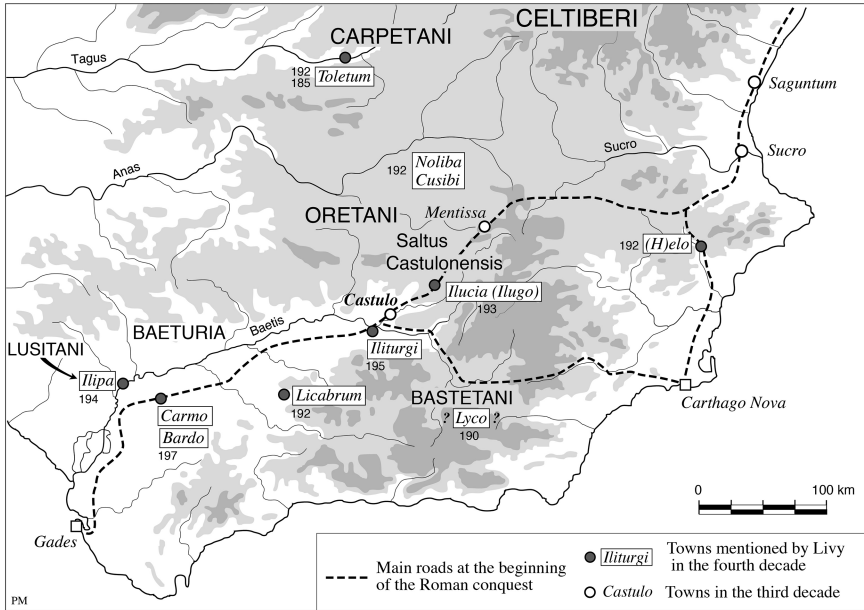 CELTIBERI
CARPETANI
Tagus
192
185
Toletum
Saguntum
Sucro
Sucro
Anas
192
Noliba
Cusibi
ORETANI
Mentissa
Saltus
Castulonensis
192
(H)elo
Ilucia (Ilugo)
193
Castulo
Baetis
BAETURIA
Iliturgi
195
LUSITANI
Ilipa
194
Licabrum
192
Carmo
Bardo
197
BASTETANI
? Lyco ?
190
Carthago Nova
0
100 km
Gades
Main roads at the beginning
of the Roman conquest
Iliturgi
Towns mentioned by Livy
in the fourth decade
Castulo
Towns in the third decade
PM